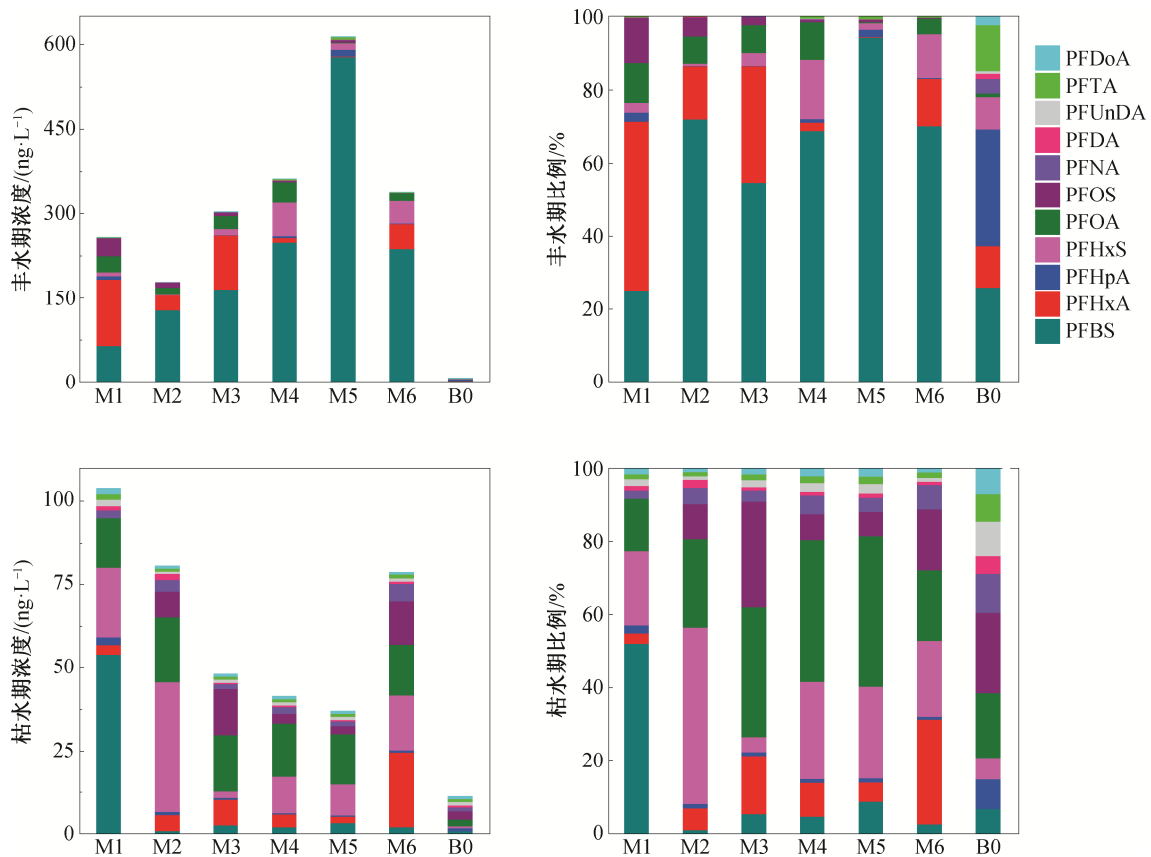 丰水期浓度/(ng·L⁻¹)
600
450
300
150
0
M1 M2 M3 M4 M5 M6 B0
丰水期比例/%
100
80
60
40
20
0
M1 M2 M3 M4 M5 M6 B0
PFDoA
PFTA
PFUnDA
PFDA
PFNA
PFOS
PFOA
PFHxS
PFHpA
PFHxA
PFBS
枯水期浓度/(ng·L⁻¹)
100
75
50
25
0
M1 M2 M3 M4 M5 M6 B0
枯水期比例/%
100
80
60
40
20
0
M1 M2 M3 M4 M5 M6 B0